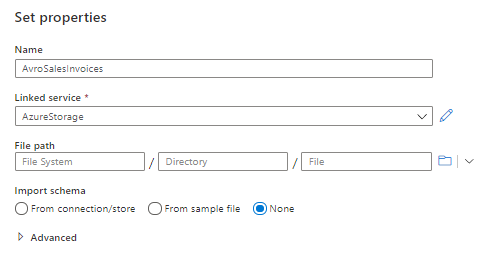 Set properties
Name
AvroSalesInvoices
Linked service *
AzureStorage
File path
File System / Directory / File
Import schema
From connection/store From sample file None
Advanced